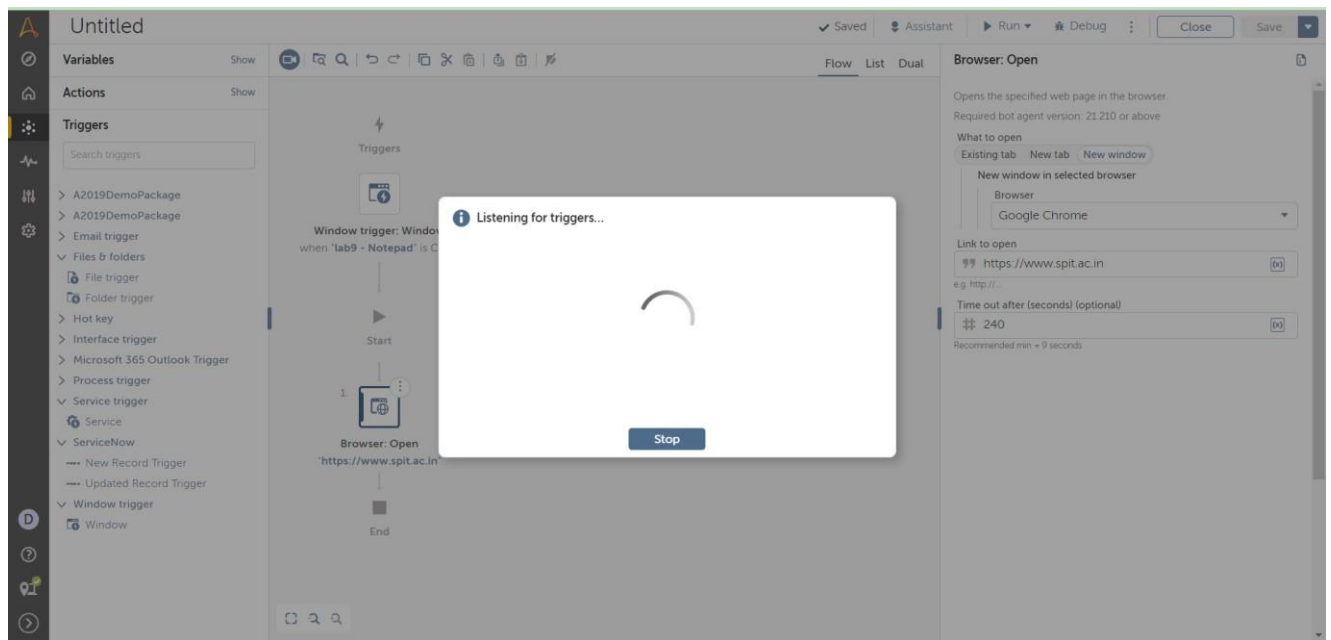 Untitled
Saved
Assistant
Run
Debug
Close
Save
Variables
Show
Flow
List
Dual
Browser: Open
Actions
Show
Opens the specified web page in the browser
Required bot agent version: 21.210 or above
Triggers
Search triggers
Triggers
What to open
Existing tab
New tab
New window
New window in selected browser
Browser
Google Chrome
A2019DemoPackage
A2019DemoPackage
Email trigger
Files & folders
File trigger
Folder trigger
Hot key
Interface trigger
Microsoft 365 Outlook Trigger
Process trigger
Service trigger
Service
ServiceNow
New Record Trigger
Updated Record Trigger
Window trigger
Window
D
Window trigger: Windo
when "lab9 - Notepad" is C
Start
1.
Browser: Open
"https://www.spit.ac.in"
End
Listening for triggers...
Stop
Link to open
https://www.spit.ac.in
(x)
e.g. http://...
Time out after (seconds) (optional)
240
(x)
Recommended min = 9 seconds